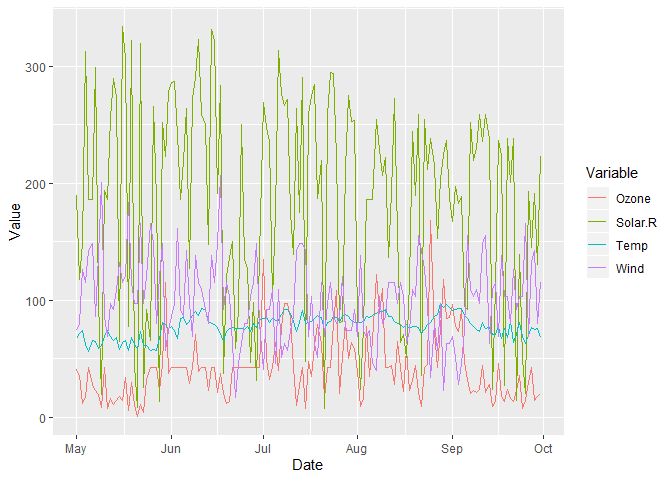 300
200
100
0
Value
May
Jun
Jul
Aug
Sep
Oct
Date
Variable
Ozone
Solar.R
Temp
Wind